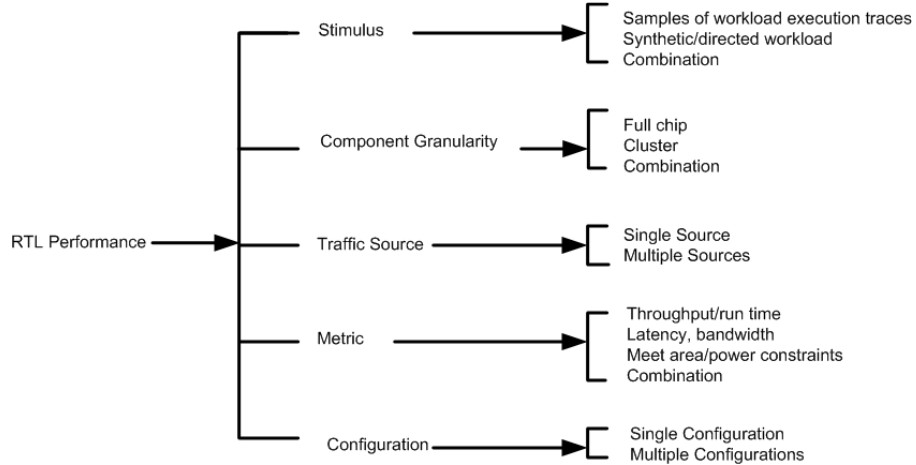 Stimulus
Samples of workload execution traces
Synthetic/directed workload
Combination
Component Granularity
Full chip
Cluster
Combination
RTL Performance
Traffic Source
Single Source
Multiple Sources
Metric
Throughput/run time
Latency, bandwidth
Meet area/power constraints
Combination
Configuration
Single Configuration
Multiple Configurations